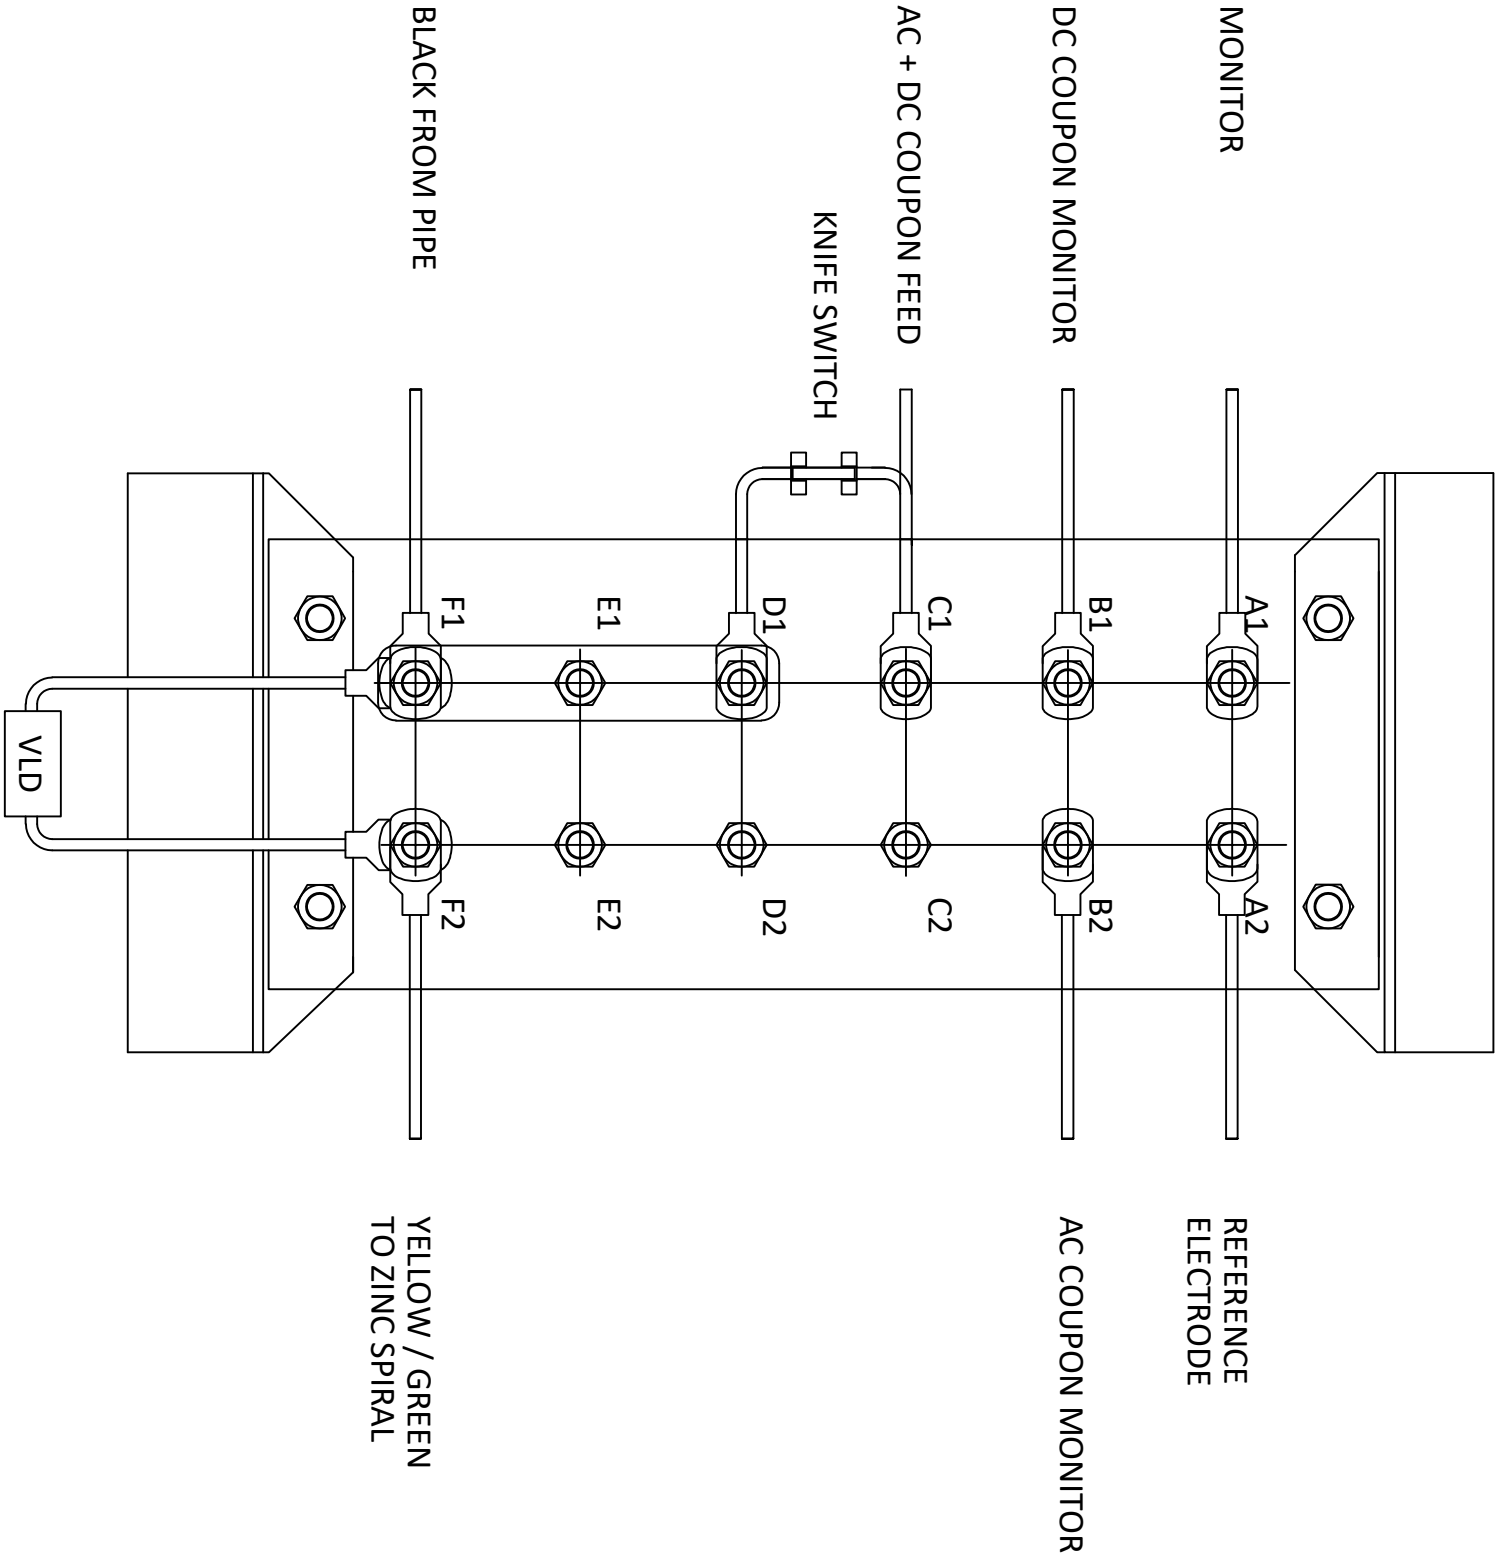 MONITOR
A1
A2
REFERENCE
ELECTRODE
DC COUPON MONITOR
B1
B2
AC COUPON MONITOR
AC + DC COUPON FEED
C1
C2
KNIFE SWITCH
D1
D2
E1
E2
BLACK FROM PIPE
F1
F2
YELLOW / GREEN
TO ZINC SPIRAL
VLD